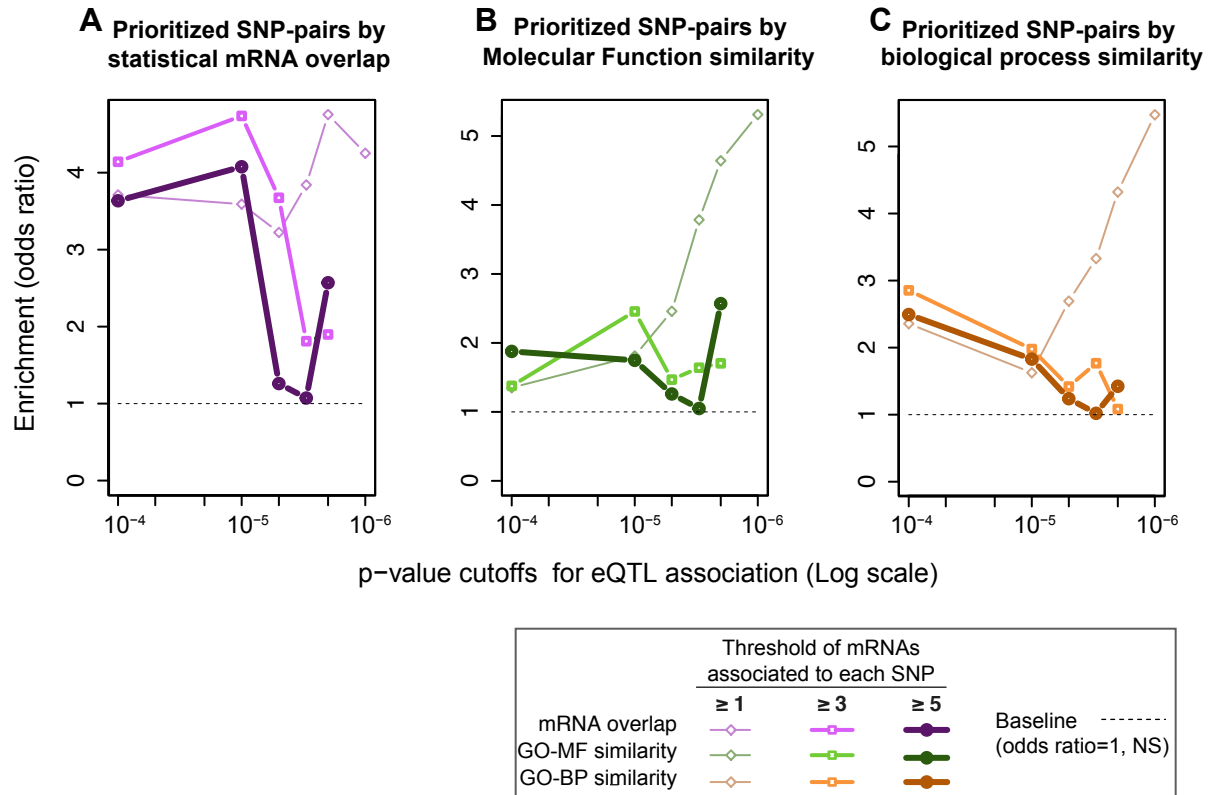 A Prioritized SNP-pairs by
statistical mRNA overlap
B Prioritized SNP-pairs by
Molecular Function similarity
C Prioritized SNP-pairs by
biological process similarity
Enrichment (odds ratio)
4
3
2
1
0
10⁻⁴ 10⁻⁵ 10⁻⁶
5
4
3
2
1
0
10⁻⁴ 10⁻⁵ 10⁻⁶
5
4
3
2
1
0
10⁻⁴ 10⁻⁵ 10⁻⁶
p−value cutoffs for eQTL association (Log scale)
Threshold of mRNAs
associated to each SNP
≥ 1 ≥ 3 ≥ 5
mRNA overlap
GO-MF similarity
GO-BP similarity
Baseline
(odds ratio=1, NS)